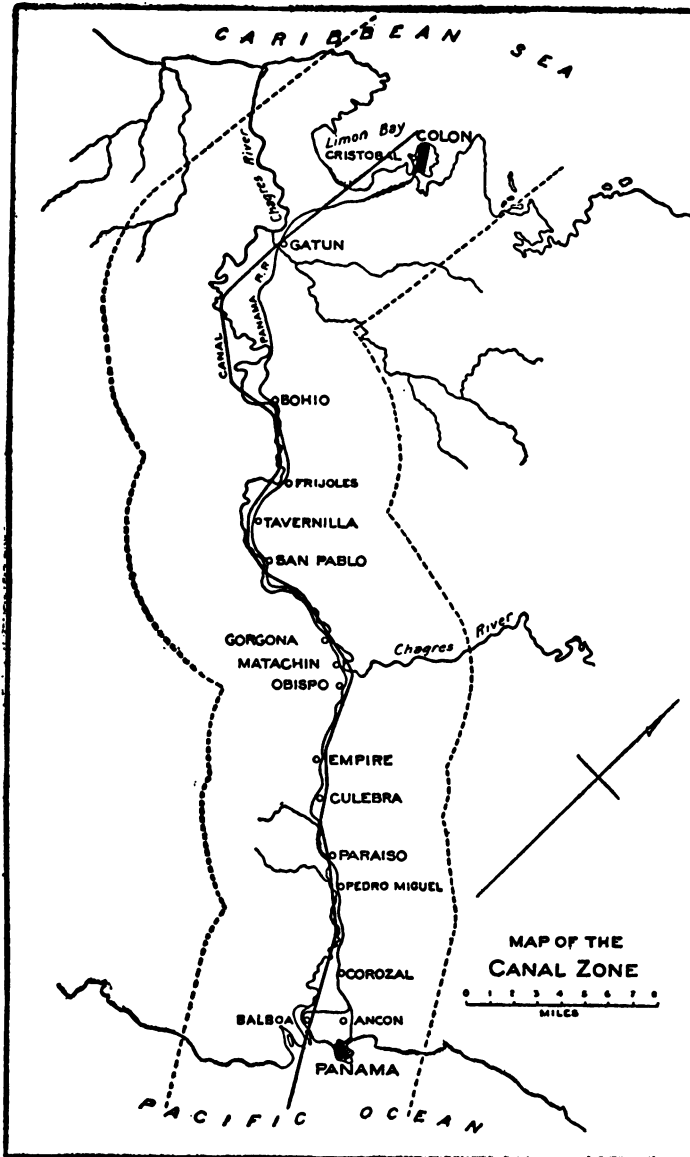 CARIBBEAN SEA
Limon Bay
COLON
CRISTOBAL
Chagres River
GATUN
PANAMA R.R.
CANAL
BOHIO
FRIJOLES
TAVERNILLA
SAN PABLO
GORGONA
Chagres River
MATACHIN
OBISPO
EMPIRE
CULEBRA
PARAISO
PEDRO MIGUEL
MAP OF THE
CANAL ZONE
COROZAL
0 1 2 3 4 5 6 7 8
MILES
BALBOA
ANCON
PANAMA
PACIFIC OCEAN